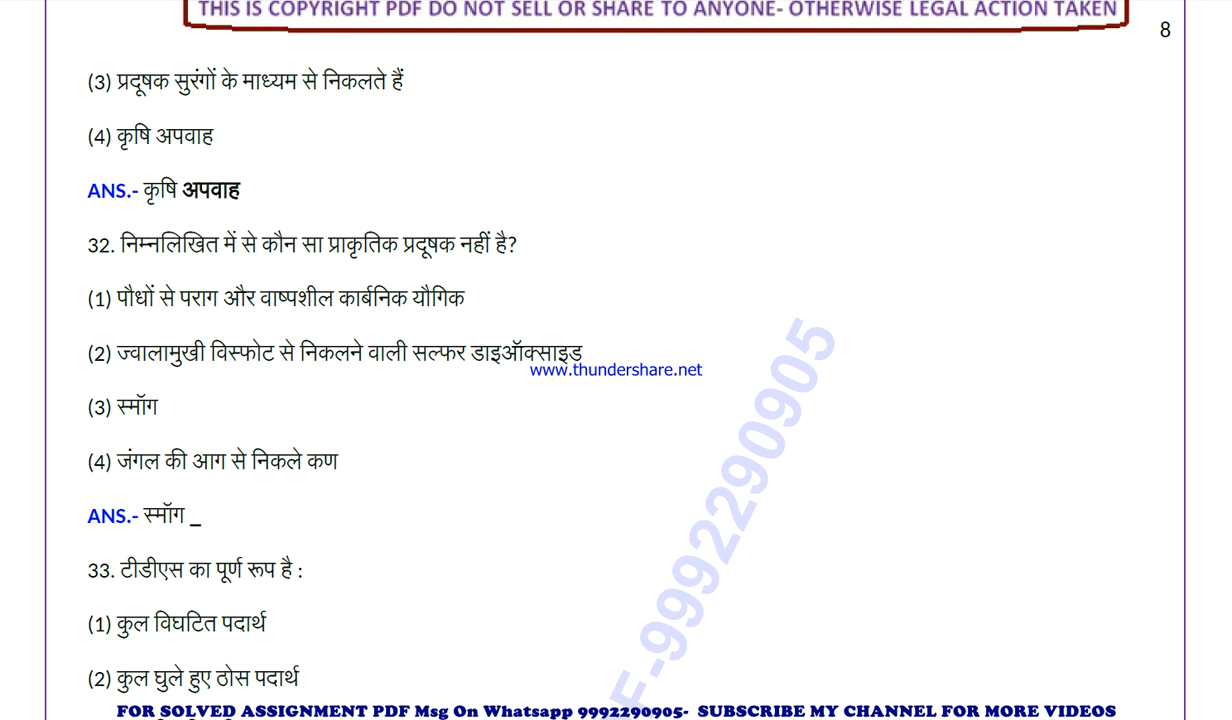 THIS IS COPYRIGHT PDF DO NOT SELL OR SHARE TO ANYONE- OTHERWISE LEGAL ACTION TAKEN
8
(3) प्रदूषक सुरंगों के माध्यम से निकलते हैं
(4) कृषि अपवाह
ANS.- कृषि अपवाह
32. निम्नलिखित में से कौन सा प्राकृतिक प्रदूषक नहीं है?
(1) पौधों से पराग और वाष्पशील कार्बनिक यौगिक
(2) ज्वालामुखी विस्फोट से निकलने वाली सल्फर डाइऑक्साइड
www.thundershare.net
(3) स्मॉग
(4) जंगल की आग से निकले कण
ANS.- स्मॉग _
33. टीडीएस का पूर्ण रूप है :
(1) कुल विघटित पदार्थ
(2) कुल घुले हुए ठोस पदार्थ
F-9992290905
FOR SOLVED ASSIGNMENT PDF Msg On Whatsapp 9992290905- SUBSCRIBE MY CHANNEL FOR MORE VIDEOS